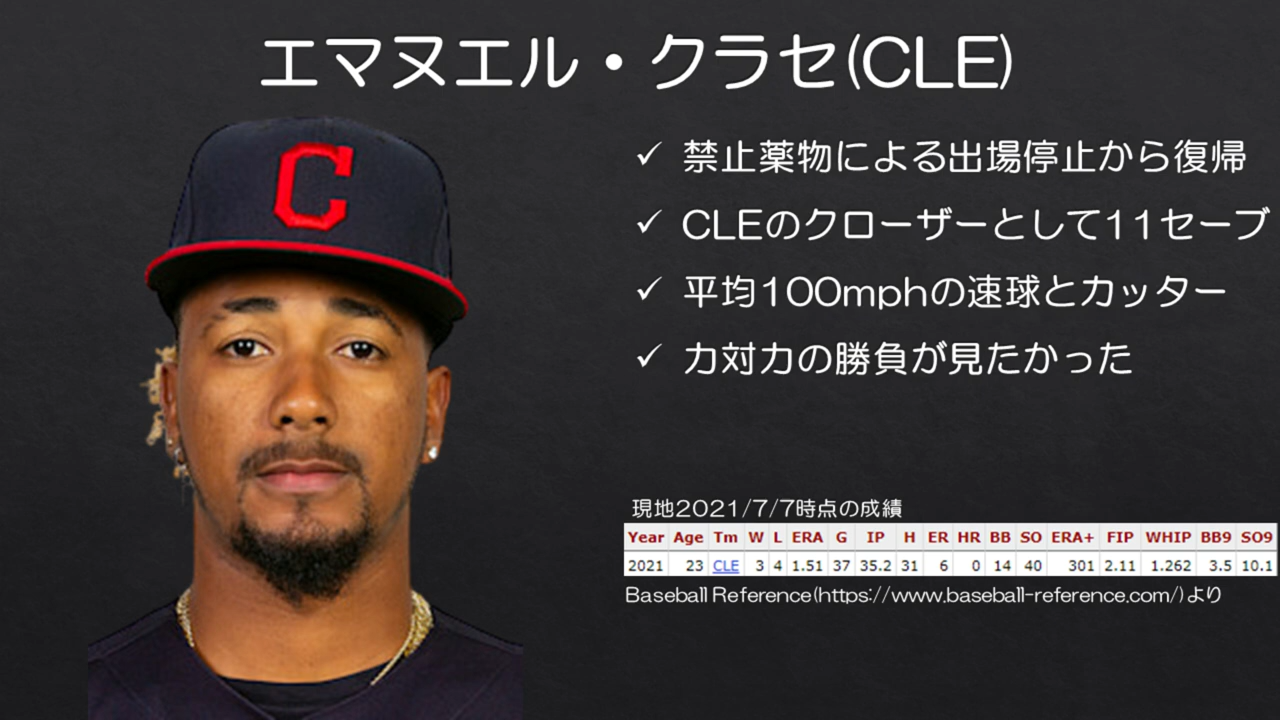 エマヌエル・クラセ(CLE)
C
✓ 禁止薬物による出場停止から復帰
✓ CLEのクローザーとして11セーブ
✓ 平均100mphの速球とカッター
✓ 力対力の勝負が見たかった
現地2021/7/7時点の成績
Year Age Tm W L ERA G IP H ER HR BB SO ERA+ FIP WHIP BB9 SO9
2021 23 CLE 3 4 1.51 37 35.2 31 6 0 14 40 301 2.11 1.262 3.5 10.1
Baseball Reference(https://www.baseball-reference.com/)より